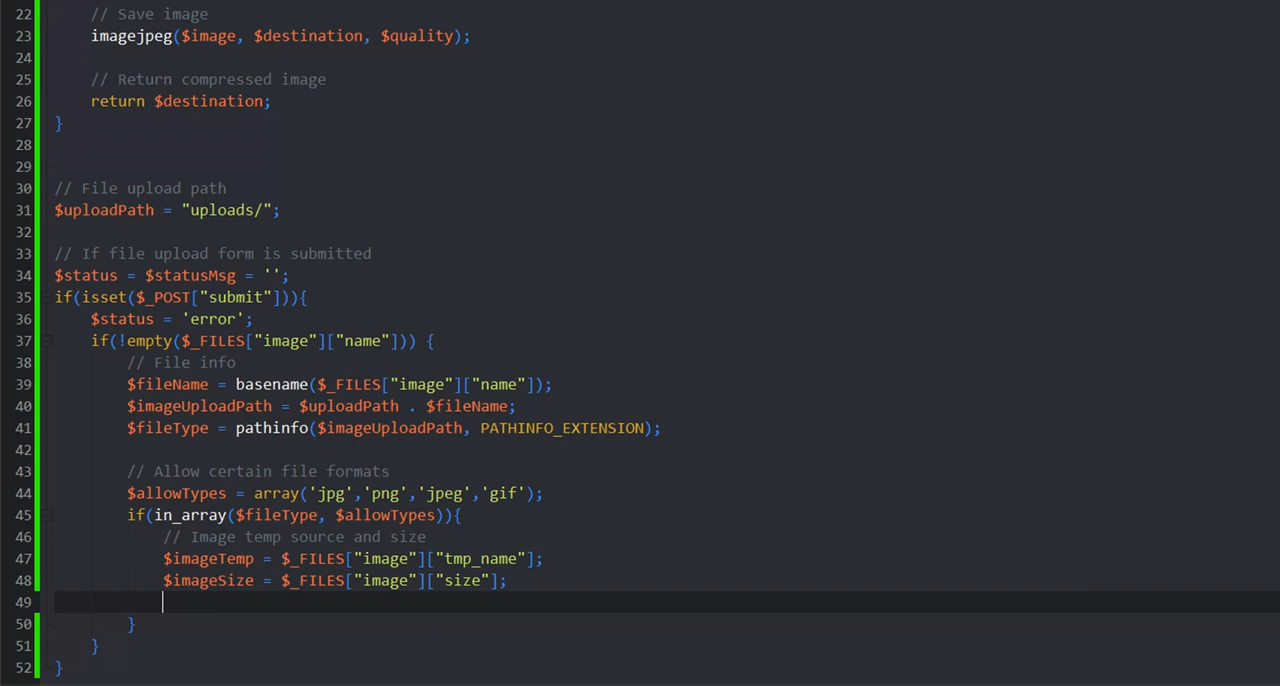 22 // Save image
23 imagejpeg($image, $destination, $quality);
24
25 // Return compressed image
26 return $destination;
27 }
28
29
30 // File upload path
31 $uploadPath = "uploads/";
32
33 // If file upload form is submitted
34 $status = $statusMsg = '';
35 if(isset($_POST["submit"])){
36 $status = 'error';
37 if(!empty($_FILES["image"]["name"])) {
38 // File info
39 $fileName = basename($_FILES["image"]["name"]);
40 $imageUploadPath = $uploadPath . $fileName;
41 $fileType = pathinfo($imageUploadPath, PATHINFO_EXTENSION);
42
43 // Allow certain file formats
44 $allowTypes = array('jpg','png','jpeg','gif');
45 if(in_array($fileType, $allowTypes)){
46 // Image temp source and size
47 $imageTemp = $_FILES["image"]["tmp_name"];
48 $imageSize = $_FILES["image"]["size"];
49
50 }
51 }
52 }